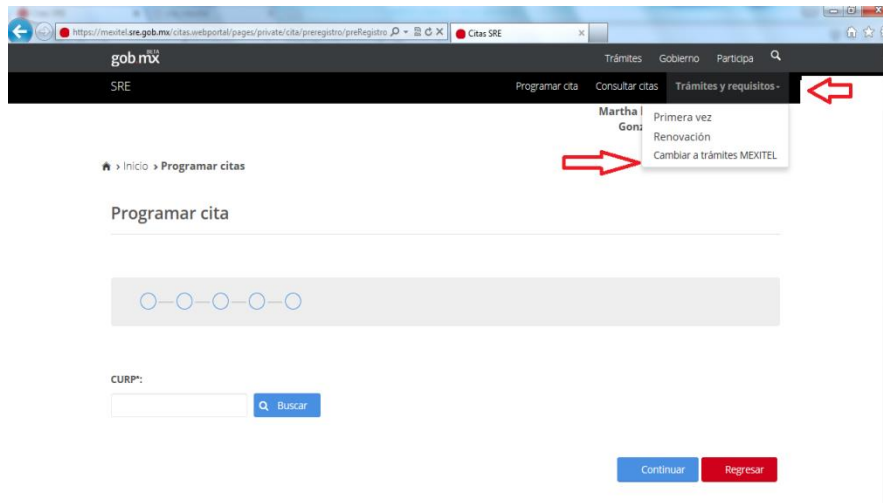 https://mexitel.sre.gob.mx/citas.webportal/pages/private/cita/preregistro/preRegistro
Citas SRE
gob mx
BETA
Trámites Gobierno Participa
SRE
Programar cita Consultar citas Trámites y requisitos
Martha
Primera vez
Renovación
Cambiar a trámites MEXITEL
Inicio > Programar citas
Programar cita
CURP*:
Buscar
Continuar Regresar